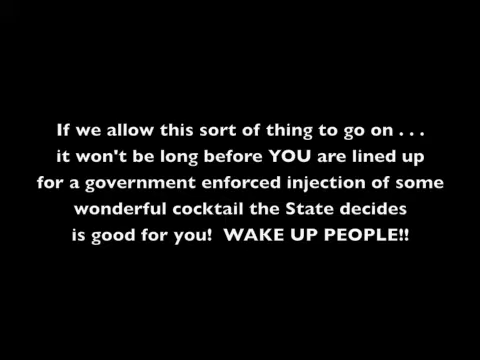 If we allow this sort of thing to go on . . .
it won't be long before YOU are lined up
for a government enforced injection of some
wonderful cocktail the State decides
is good for you!  WAKE UP PEOPLE!!